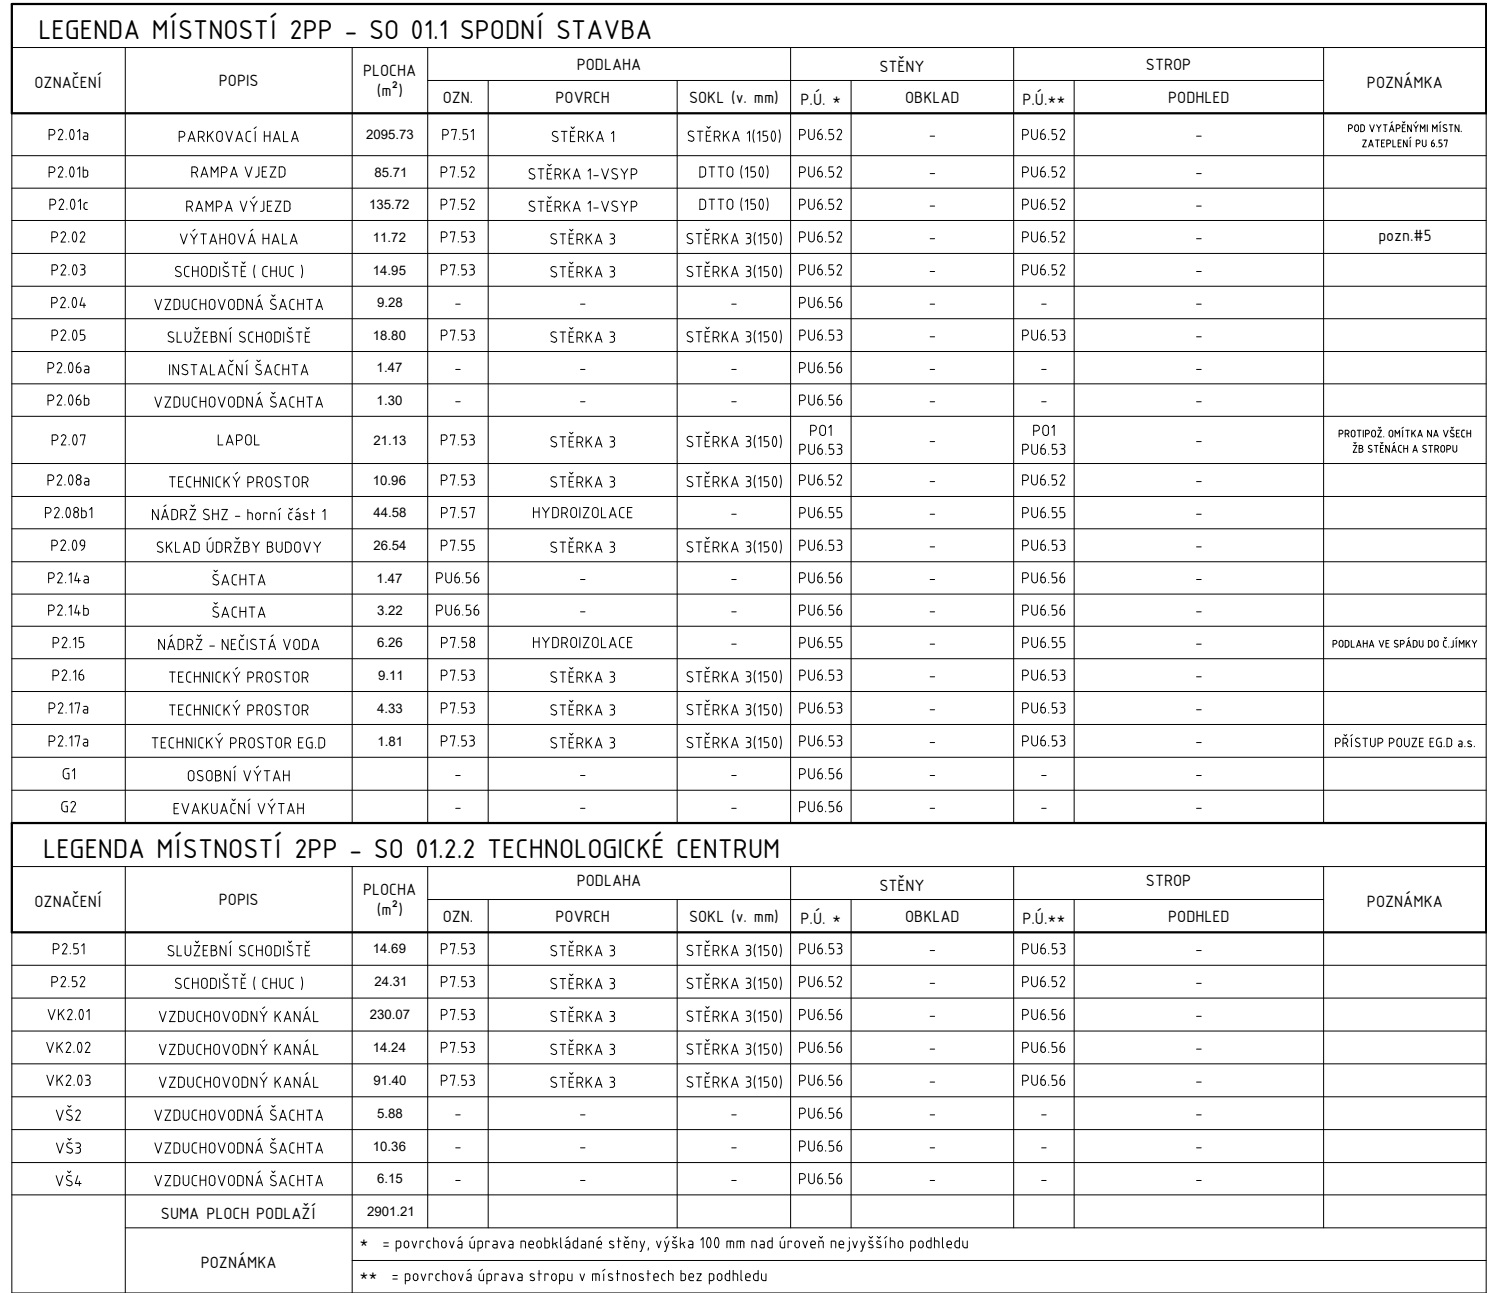 LEGENDA MÍSTNOSTÍ 2PP - SO 01.1 SPODNÍ STAVBA
OZNAČENÍ POPIS PLOCHA (m²) PODLAHA STĚNY STROP POZNÁMKA
OZN. POVRCH SOKL (v. mm) P.Ú. * OBKLAD P.Ú.** PODHLED
P2.01a PARKOVACÍ HALA 2095.73 P7.51 STĚRKA 1 STĚRKA 1(150) PU6.52 - PU6.52 - POD VYTÁPĚNÝMI MÍSTN. ZATEPLENÍ PU 6.57
P2.01b RAMPA VJEZD 85.71 P7.52 STĚRKA 1-VSYP DTTO (150) PU6.52 - PU6.52 -
P2.01c RAMPA VÝJEZD 135.72 P7.52 STĚRKA 1-VSYP DTTO (150) PU6.52 - PU6.52 -
P2.02 VÝTAHOVÁ HALA 11.72 P7.53 STĚRKA 3 STĚRKA 3(150) PU6.52 - PU6.52 - pozn.#5
P2.03 SCHODIŠTĚ ( CHUC ) 14.95 P7.53 STĚRKA 3 STĚRKA 3(150) PU6.52 - PU6.52 -
P2.04 VZDUCHOVODNÁ ŠACHTA 9.28 - - - PU6.56 - - -
P2.05 SLUŽEBNÍ SCHODIŠTĚ 18.80 P7.53 STĚRKA 3 STĚRKA 3(150) PU6.53 - PU6.53 -
P2.06a INSTALAČNÍ ŠACHTA 1.47 - - - PU6.56 - - -
P2.06b VZDUCHOVODNÁ ŠACHTA 1.30 - - - PU6.56 - - -
P2.07 LAPOL 21.13 P7.53 STĚRKA 3 STĚRKA 3(150) P01 PU6.53 - P01 PU6.53 - PROTIPOŽ. OMÍTKA NA VŠECH ŽB STĚNÁCH A STROPU
P2.08a TECHNICKÝ PROSTOR 10.96 P7.53 STĚRKA 3 STĚRKA 3(150) PU6.52 - PU6.52 -
P2.08b1 NÁDRŽ SHZ - horní část 1 44.58 P7.57 HYDROIZOLACE - PU6.55 - PU6.55 -
P2.09 SKLAD ÚDRŽBY BUDOVY 26.54 P7.55 STĚRKA 3 STĚRKA 3(150) PU6.53 - PU6.53 -
P2.14a ŠACHTA 1.47 PU6.56 - - PU6.56 - PU6.56 -
P2.14b ŠACHTA 3.22 PU6.56 - - PU6.56 - PU6.56 -
P2.15 NÁDRŽ - NEČISTÁ VODA 6.26 P7.58 HYDROIZOLACE - PU6.55 - PU6.55 - PODLAHA VE SPÁDU DO Č.JÍMKY
P2.16 TECHNICKÝ PROSTOR 9.11 P7.53 STĚRKA 3 STĚRKA 3(150) PU6.53 - PU6.53 -
P2.17a TECHNICKÝ PROSTOR 4.33 P7.53 STĚRKA 3 STĚRKA 3(150) PU6.53 - PU6.53 -
P2.17a TECHNICKÝ PROSTOR EG.D 1.81 P7.53 STĚRKA 3 STĚRKA 3(150) PU6.53 - PU6.53 - PŘÍSTUP POUZE EG.D a.s.
G1 OSOBNÍ VÝTAH - - - PU6.56 - - -
G2 EVAKUAČNÍ VÝTAH - - - PU6.56 - - -
LEGENDA MÍSTNOSTÍ 2PP - SO 01.2.2 TECHNOLOGICKÉ CENTRUM
OZNAČENÍ POPIS PLOCHA (m²) PODLAHA STĚNY STROP POZNÁMKA
OZN. POVRCH SOKL (v. mm) P.Ú. * OBKLAD P.Ú.** PODHLED
P2.51 SLUŽEBNÍ SCHODIŠTĚ 14.69 P7.53 STĚRKA 3 STĚRKA 3(150) PU6.53 - PU6.53 -
P2.52 SCHODIŠTĚ ( CHUC ) 24.31 P7.53 STĚRKA 3 STĚRKA 3(150) PU6.52 - PU6.52 -
VK2.01 VZDUCHOVODNÝ KANÁL 230.07 P7.53 STĚRKA 3 STĚRKA 3(150) PU6.56 - PU6.56 -
VK2.02 VZDUCHOVODNÝ KANÁL 14.24 P7.53 STĚRKA 3 STĚRKA 3(150) PU6.56 - PU6.56 -
VK2.03 VZDUCHOVODNÝ KANÁL 91.40 P7.53 STĚRKA 3 STĚRKA 3(150) PU6.56 - PU6.56 -
VŠ2 VZDUCHOVODNÁ ŠACHTA 5.88 - - - PU6.56 - - -
VŠ3 VZDUCHOVODNÁ ŠACHTA 10.36 - - - PU6.56 - - -
VŠ4 VZDUCHOVODNÁ ŠACHTA 6.15 - - - PU6.56 - - -
SUMA PLOCH PODLAŽÍ 2901.21
POZNÁMKA
* = povrchová úprava neobkládané stěny, výška 100 mm nad úroveň nejvyššího podhledu
** = povrchová úprava stropu v místnostech bez podhledu